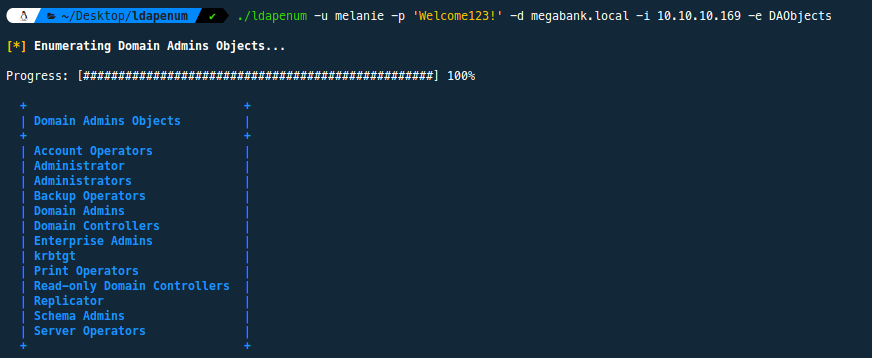 ~/Desktop/ldapenum ✔ ./ldapenum -u melanie -p 'Welcome123!' -d megabank.local -i 10.10.10.169 -e DAObjects
[*] Enumerating Domain Admins Objects...
Progress: [##################################################] 100%
+ +
| Domain Admins Objects |
+ +
| Account Operators |
| Administrator |
| Administrators |
| Backup Operators |
| Domain Admins |
| Domain Controllers |
| Enterprise Admins |
| krbtgt |
| Print Operators |
| Read-only Domain Controllers |
| Replicator |
| Schema Admins |
| Server Operators |
+ +